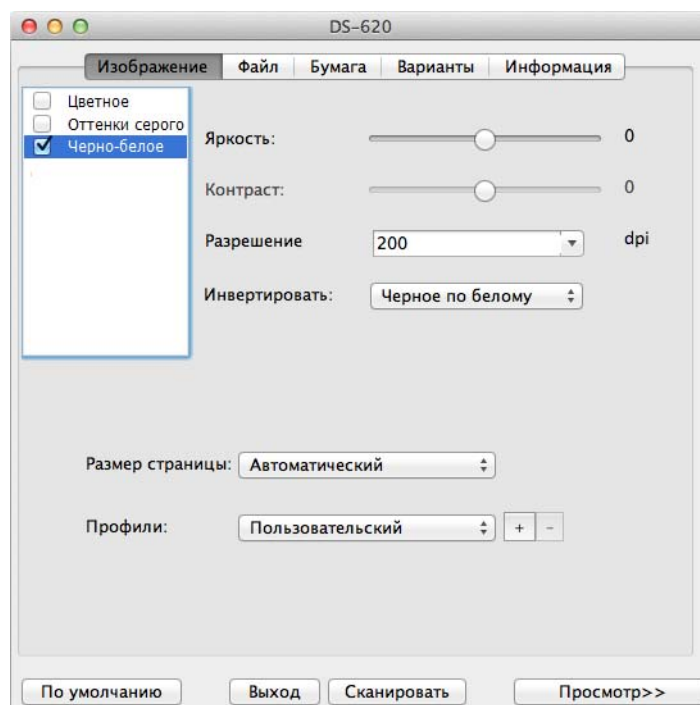 DS-620
Изображение Файл Бумага Варианты Информация
Цветное
Оттенки серого
Черно-белое
Яркость: 0
Контраст: 0
Разрешение 200 dpi
Инвертировать: Черное по белому
Размер страницы: Автоматический
Профили: Пользовательский + -
По умолчанию Выход Сканировать Просмотр>>